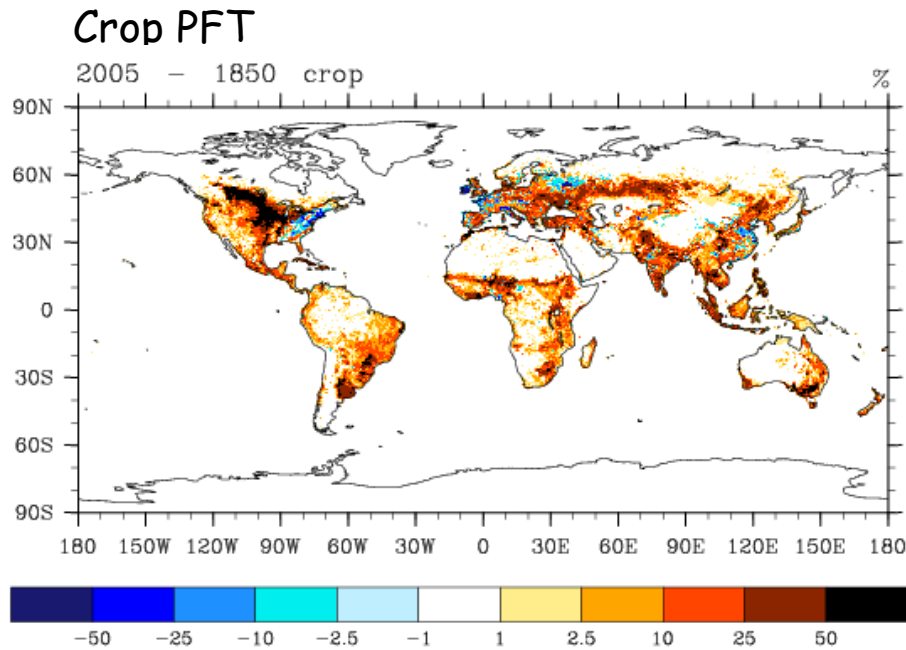 Crop PFT
2005 – 1850 crop %
90N
60N
30N
0
30S
60S
90S
180 150W 120W 90W 60W 30W 0 30E 60E 90E 120E 150E 180
−50 −25 −10 −2.5 −1 1 2.5 10 25 50